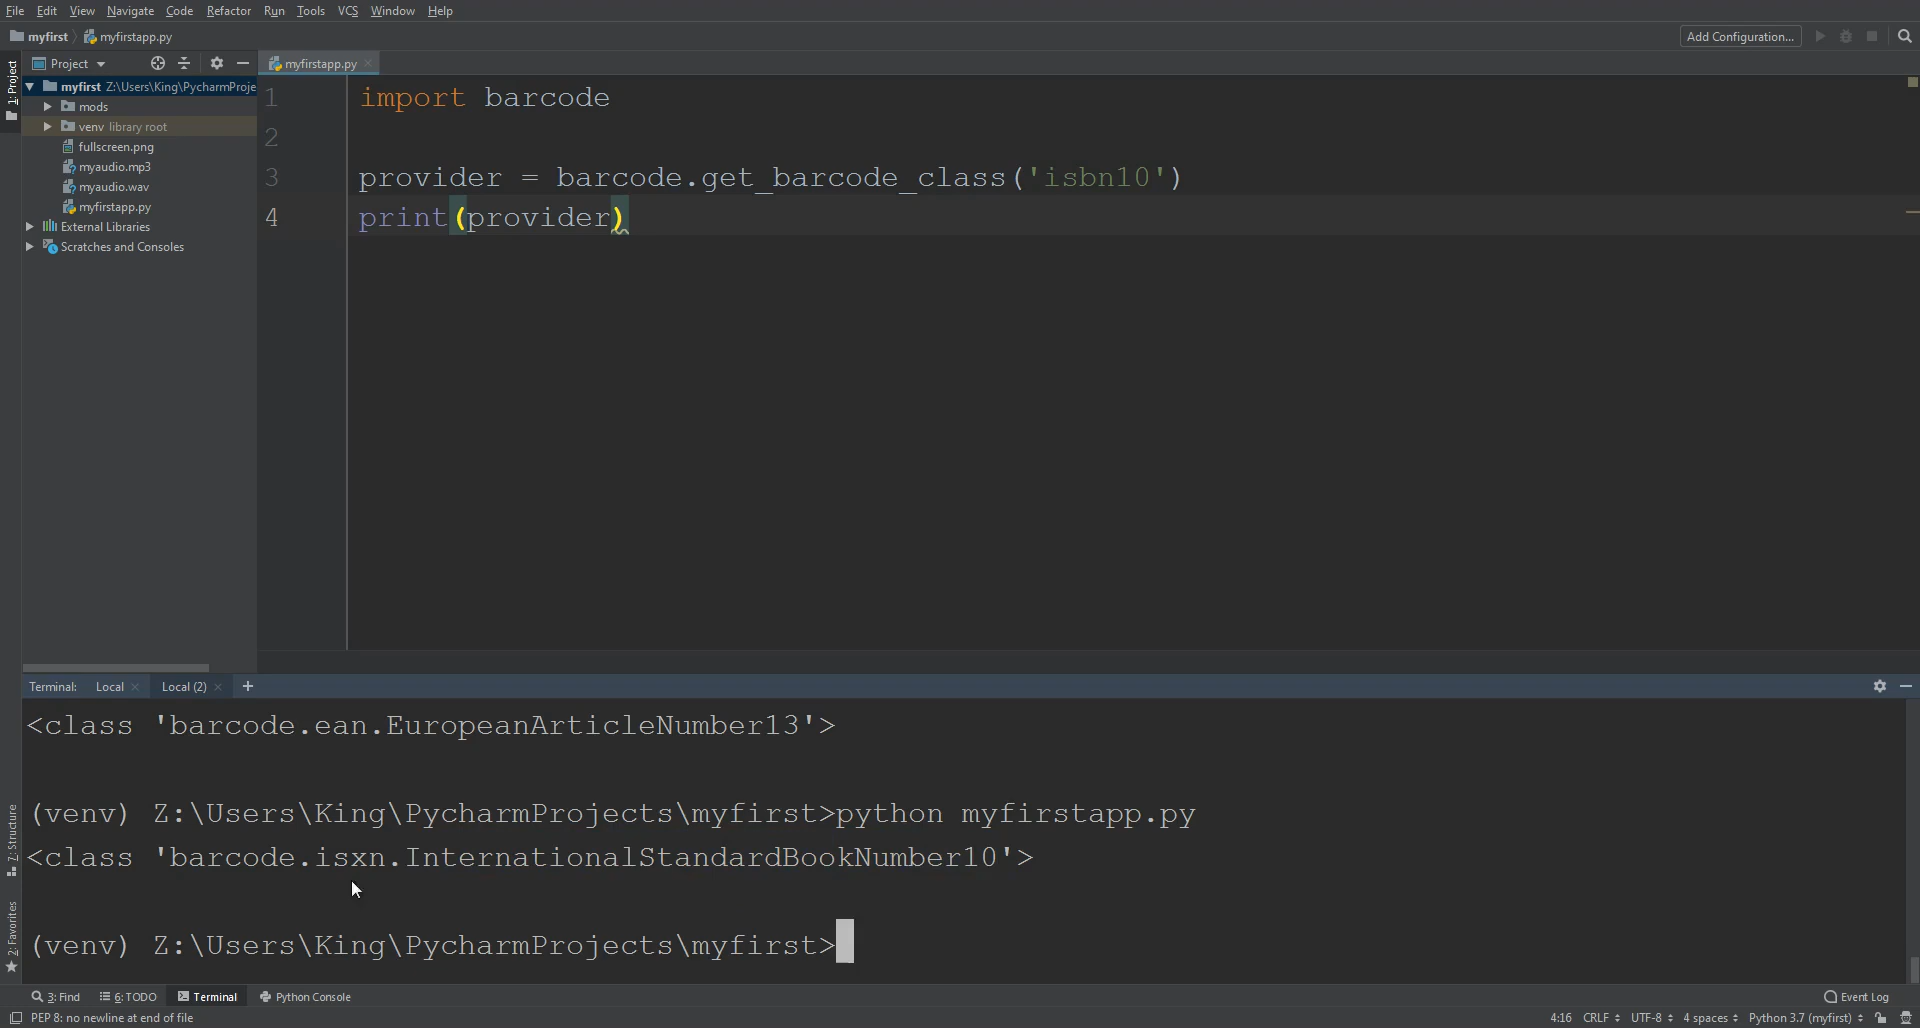 File Edit View Navigate Code Refactor Run Tools VCS Window Help
myfirst myfirstapp.py Add Configuration...
1: Project
Project
myfirstapp.py
myfirst Z:\Users\King\PycharmProje
mods
venv library root
fullscreen.png
myaudio.mp3
myaudio.wav
myfirstapp.py
External Libraries
Scratches and Consoles
1 import barcode
2
3 provider = barcode.get_barcode_class('isbn10')
4 print(provider)
Terminal: Local Local (2)
<class 'barcode.ean.EuropeanArticleNumber13'>
(venv) Z:\Users\King\PycharmProjects\myfirst>python myfirstapp.py
<class 'barcode.isxn.InternationalStandardBookNumber10'>
(venv) Z:\Users\King\PycharmProjects\myfirst>
Z: Structure
2: Favorites
3: Find 6: TODO Terminal Python Console Event Log
PEP 8: no newline at end of file 4:16 CRLF UTF-8 4 spaces Python 3.7 (myfirst)